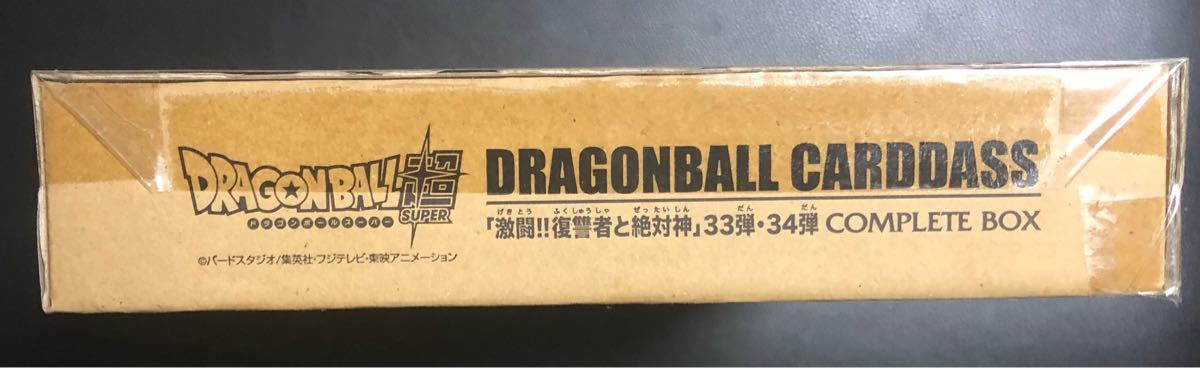 DRAGONBALL超
SUPER
ドラゴンボールスーパー
DRAGONBALL CARDDASS
げきとう ふくしゅうしゃ ぜったいしん だん だん
「激闘!!復讐者と絶対神」33弾・34弾 COMPLETE BOX
©バードスタジオ/集英社・フジテレビ・東映アニメーション